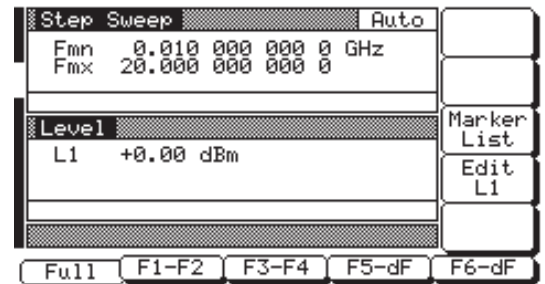 Step Sweep Auto
Fmn 0.010 000 000 0 GHz
Fmx 20.000 000 000 0
Level
L1 +0.00 dBm
Marker
List
Edit
L1
Full F1-F2 F3-F4 F5-dF F6-dF